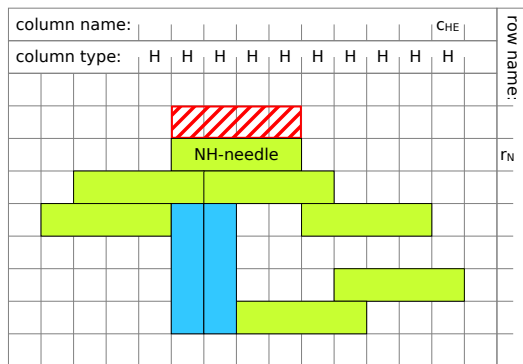 column name: c_HE
column type: H H H H H H H H H H
row name:
NH-needle
r_N